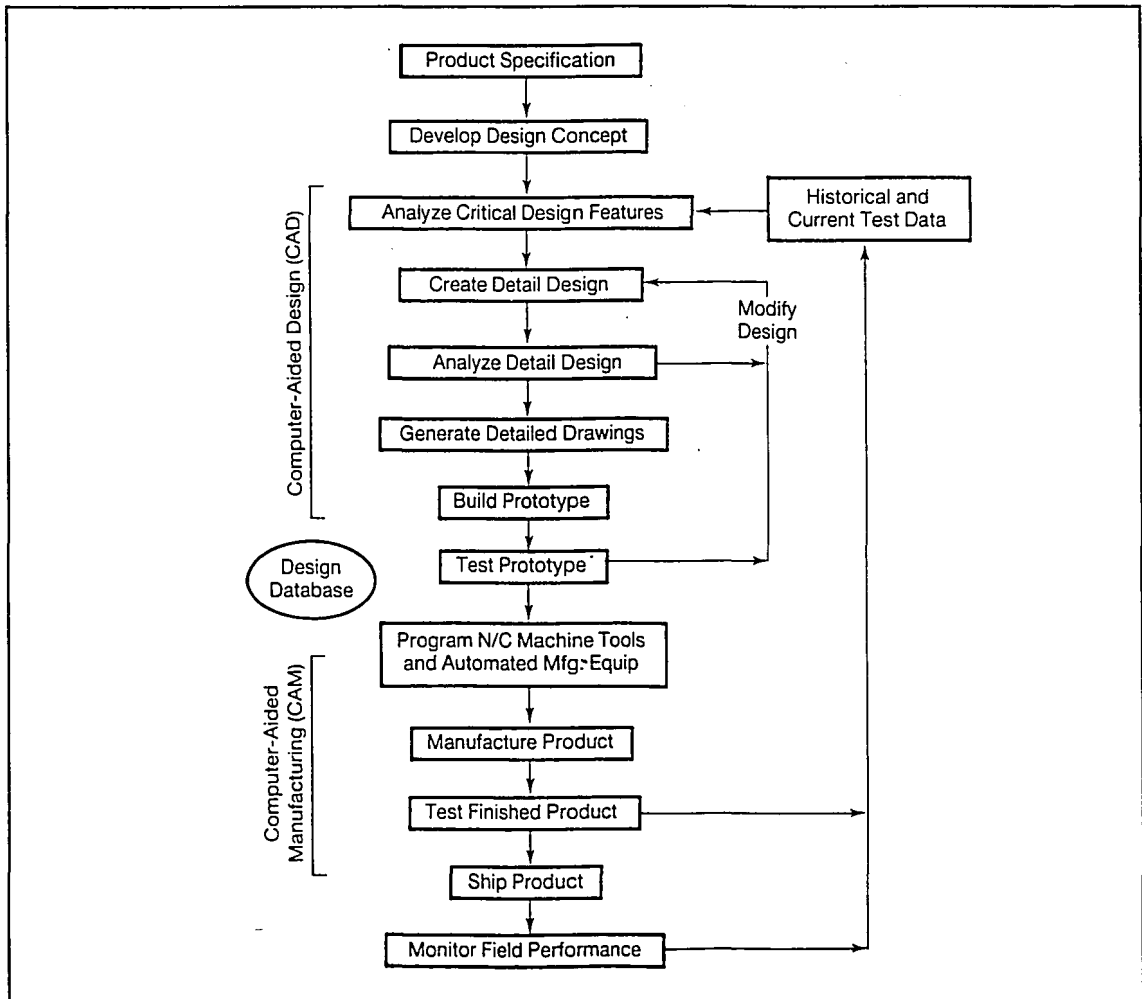 Product Specification
Develop Design Concept
Analyze Critical Design Features
Historical and
Current Test Data
Create Detail Design
Modify
Design
Analyze Detail Design
Generate Detailed Drawings
Build Prototype
Computer-Aided Design (CAD)
Test Prototype
Design
Database
Program N/C Machine Tools
and Automated Mfg. Equip
Manufacture Product
Test Finished Product
Computer-Aided
Manufacturing (CAM)
Ship Product
Monitor Field Performance